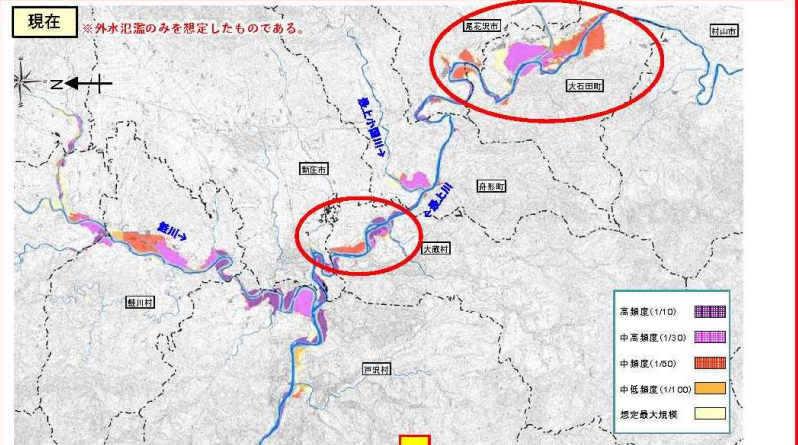 現在
※外水氾濫のみを想定したものである。
尾花沢市
村山市
大石田町
N
最上小国川→
新庄市
舟形町
←最上川
鮭川→
大蔵村
鮭川村
戸沢村
高頻度(1/10)
中高頻度(1/30)
中頻度(1/50)
中低頻度(1/100)
想定最大規模